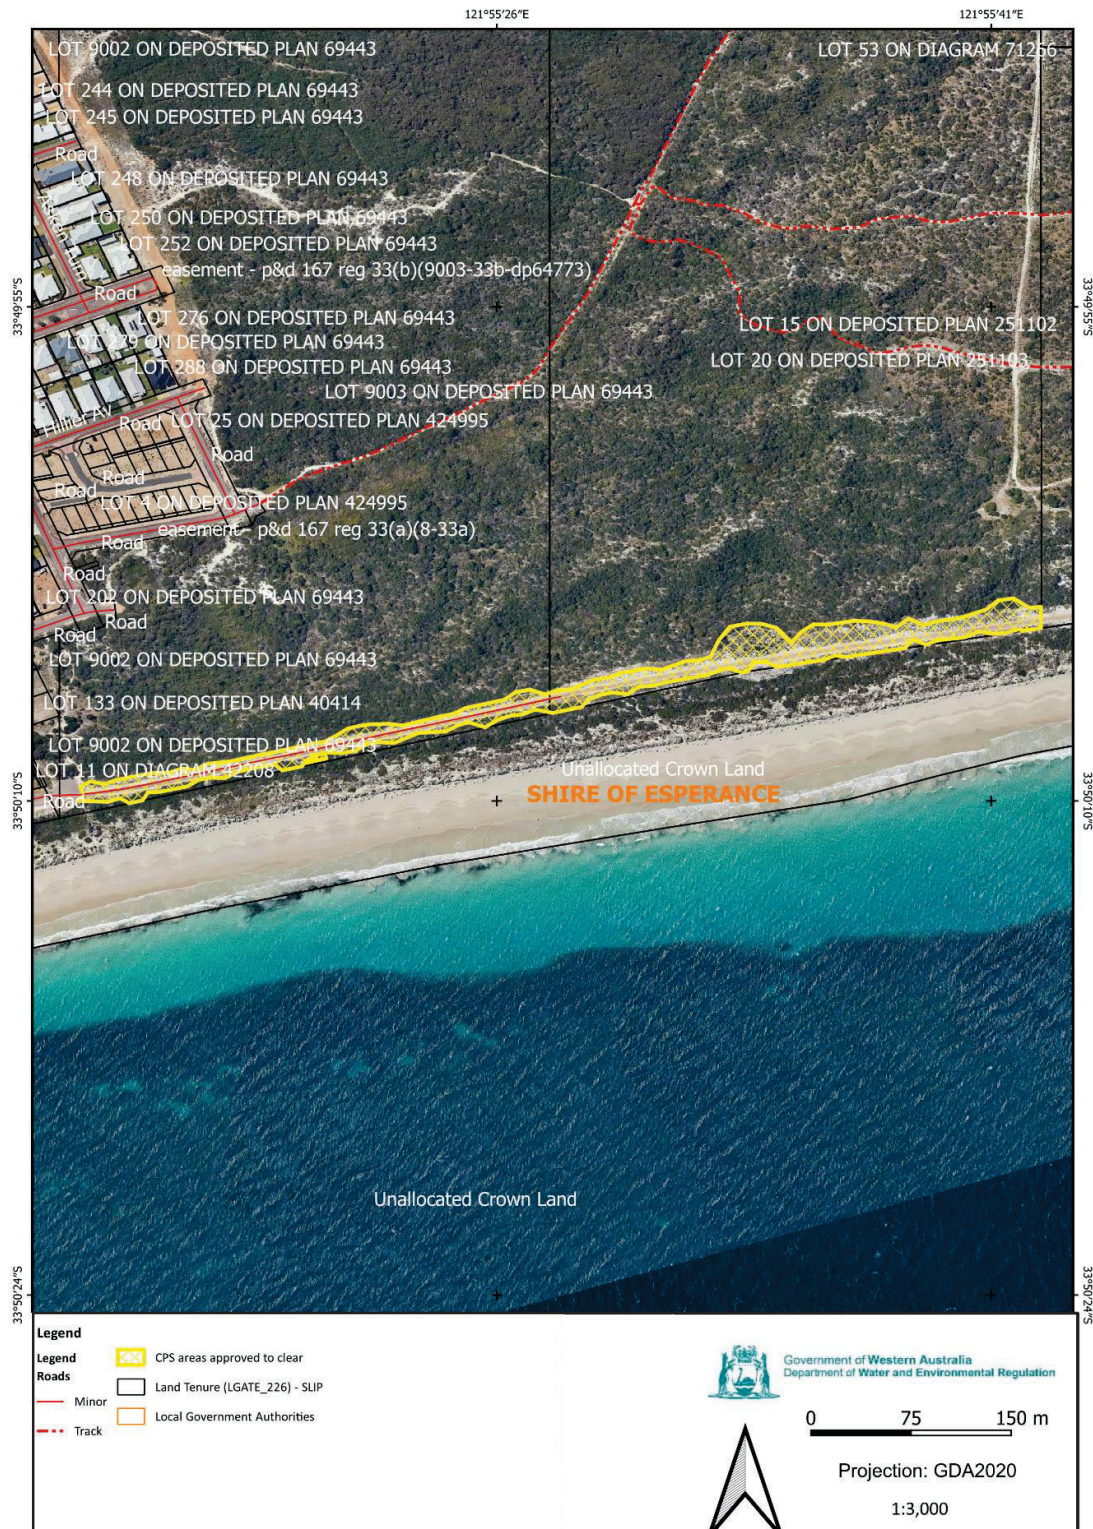 121°55'26"E
121°55'41"E
LOT 9002 ON DEPOSITED PLAN 69443
LOT 53 ON DIAGRAM 71266
LOT 244 ON DEPOSITED PLAN 69443
LOT 245 ON DEPOSITED PLAN 69443
Road
LOT 248 ON DEPOSITED PLAN 69443
LOT 250 ON DEPOSITED PLAN 69443
LOT 252 ON DEPOSITED PLAN 69443
easement - p&d 167 reg 33(b)(9003-33b-dp64773)
Road
33°49'55"S
33°49'55"S
LOT 276 ON DEPOSITED PLAN 69443
LOT 15 ON DEPOSITED PLAN 251102
LOT 279 ON DEPOSITED PLAN 69443
LOT 20 ON DEPOSITED PLAN 251103
LOT 288 ON DEPOSITED PLAN 69443
LOT 9003 ON DEPOSITED PLAN 69443
Road
LOT 25 ON DEPOSITED PLAN 424995
Road
Road
Road
LOT 4 ON DEPOSITED PLAN 424995
easement - p&d 167 reg 33(a)(8-33a)
Road
Road
LOT 202 ON DEPOSITED PLAN 69443
Road
Road
LOT 9002 ON DEPOSITED PLAN 69443
LOT 133 ON DEPOSITED PLAN 40414
LOT 9002 ON DEPOSITED PLAN 69443
LOT 11 ON DIAGRAM 42208
Unallocated Crown Land
Road
SHIRE OF ESPERANCE
33°50'10"S
33°50'10"S
Unallocated Crown Land
33°50'24"S
33°50'24"S
Legend
Legend
CPS areas approved to clear
Roads
Land Tenure (LGATE_226) - SLIP
Minor
Local Government Authorities
Track
Government of Western Australia
Department of Water and Environmental Regulation
0 75 150 m
Projection: GDA2020
1:3,000